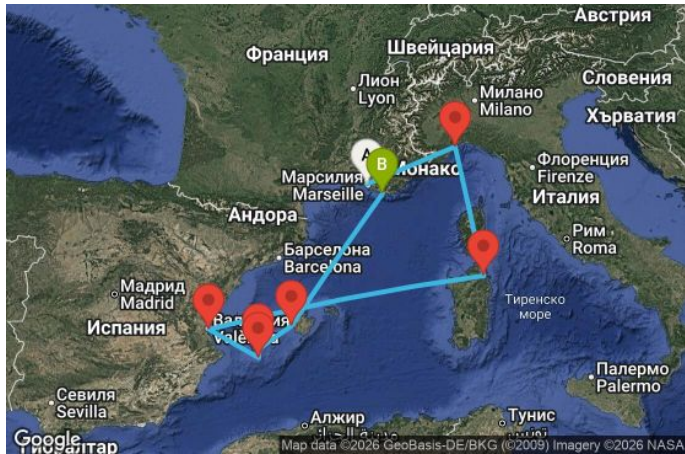 Австрия
Швейцария
Франция
Словения
Лион
Lyon
Милано
Milano
Хърватия
A
B
Монако
Флоренция
Firenze
Марсилия
Marseille
Италия
Андора
Рим
Roma
Барселона
Barcelona
Мадрид
Madrid
Тиренско
море
Испания
València
Палермо
Palermo
Севиля
Sevilla
Алжир
Тунис
Tunis
Google
Map data ©2026 GeoBasis-DE/BKG (©2009) Imagery ©2026 NASA